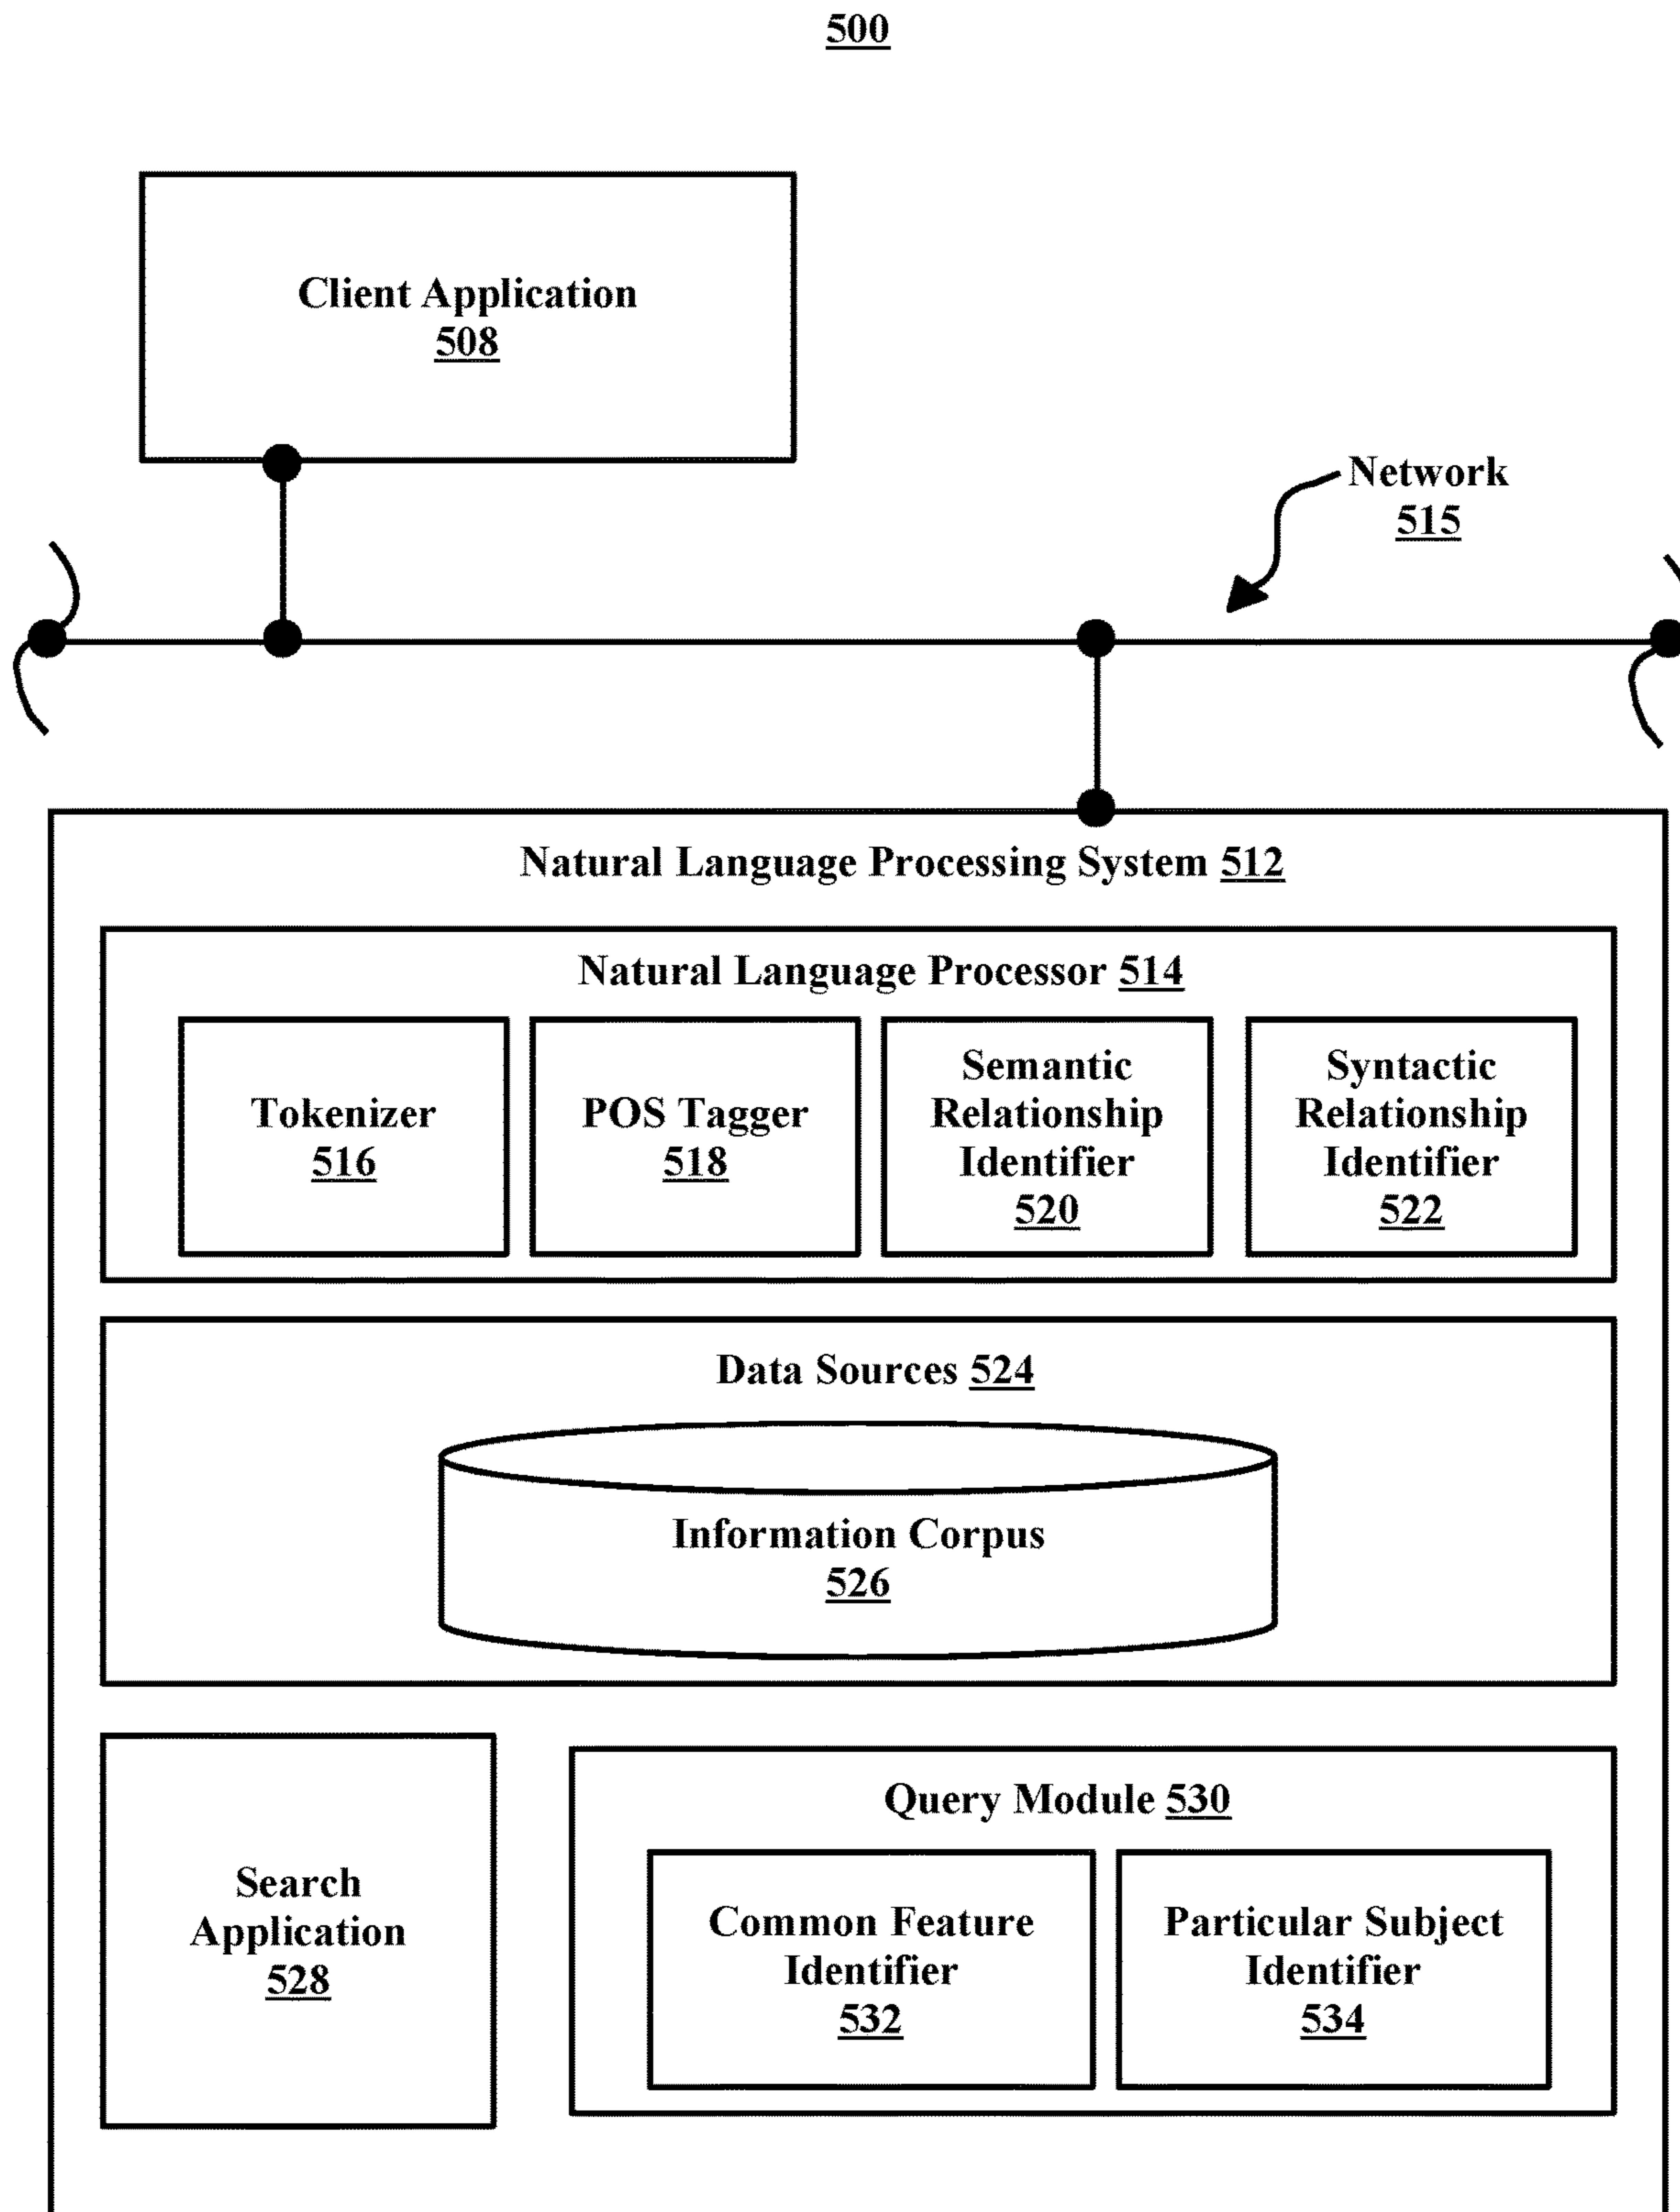 500
Client Application
508
Network
515
Natural Language Processing System 512
Natural Language Processor 514
Tokenizer
516
POS Tagger
518
Semantic
Relationship
Identifier
520
Syntactic
Relationship
Identifier
522
Data Sources 524
Information Corpus
526
Search
Application
528
Query Module 530
Common Feature
Identifier
532
Particular Subject
Identifier
534